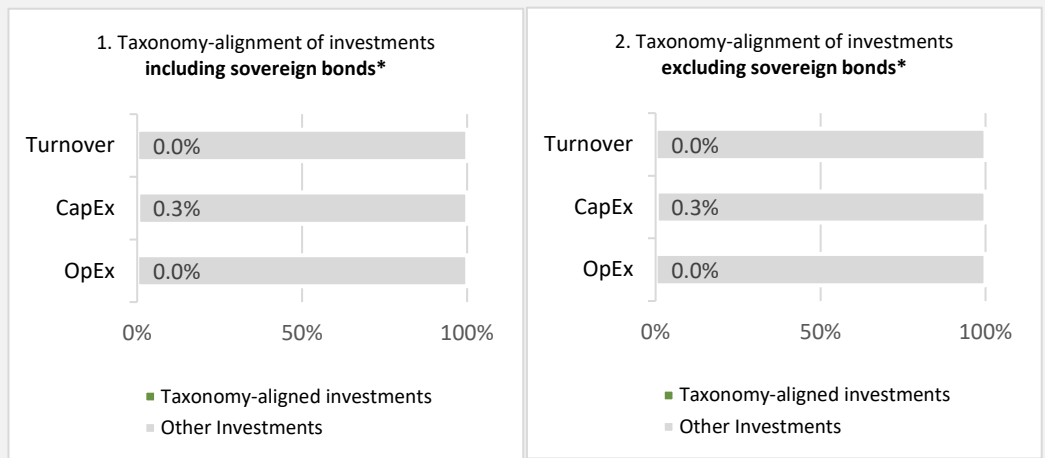 1. Taxonomy-alignment of investments
including sovereign bonds*
Turnover
0.0%
CapEx
0.3%
OpEx
0.0%
0%
50%
100%
Taxonomy-aligned investments
Other Investments
2. Taxonomy-alignment of investments
excluding sovereign bonds*
Turnover
0.0%
CapEx
0.3%
OpEx
0.0%
0%
50%
100%
Taxonomy-aligned investments
Other Investments